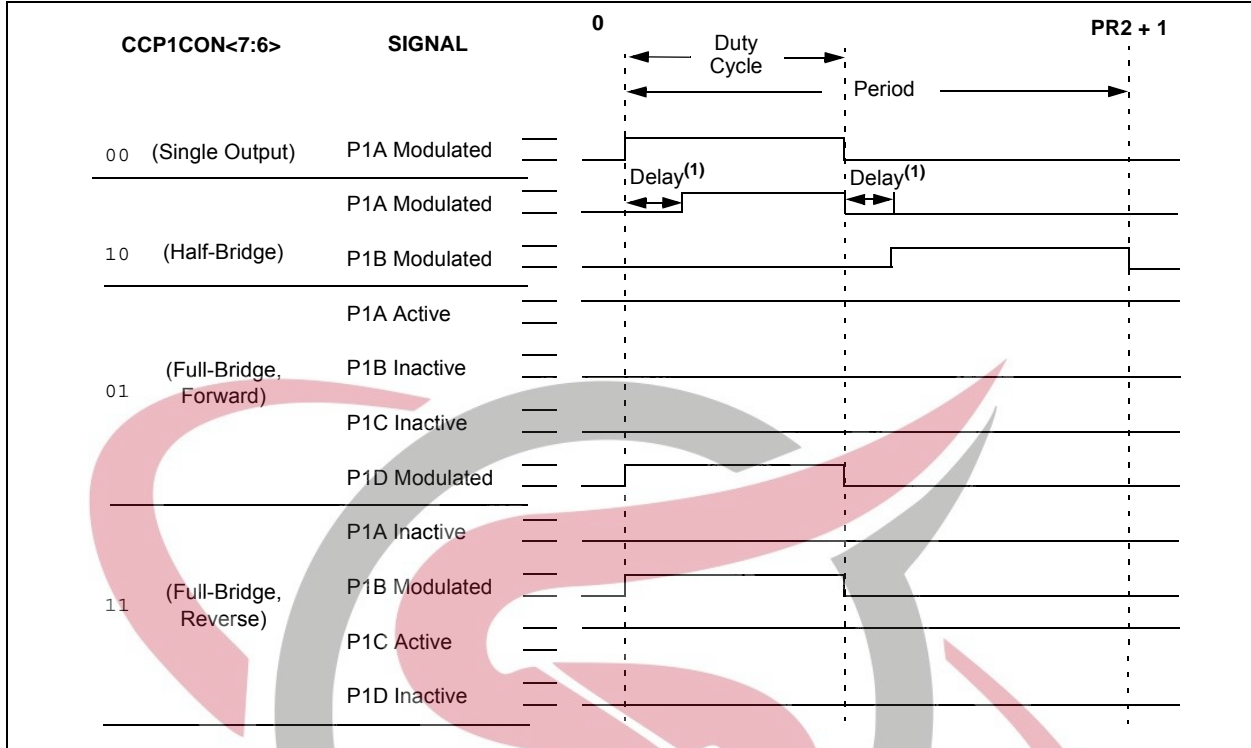 CCP1CON<7:6> SIGNAL 0 PR2 + 1
Duty
Cycle
Period
00 (Single Output) P1A Modulated
Delay(1) Delay(1)
P1A Modulated
10 (Half-Bridge) P1B Modulated
P1A Active
01 (Full-Bridge,
Forward)
P1B Inactive
P1C Inactive
P1D Modulated
P1A Inactive
11 (Full-Bridge,
Reverse)
P1B Modulated
P1C Active
P1D Inactive